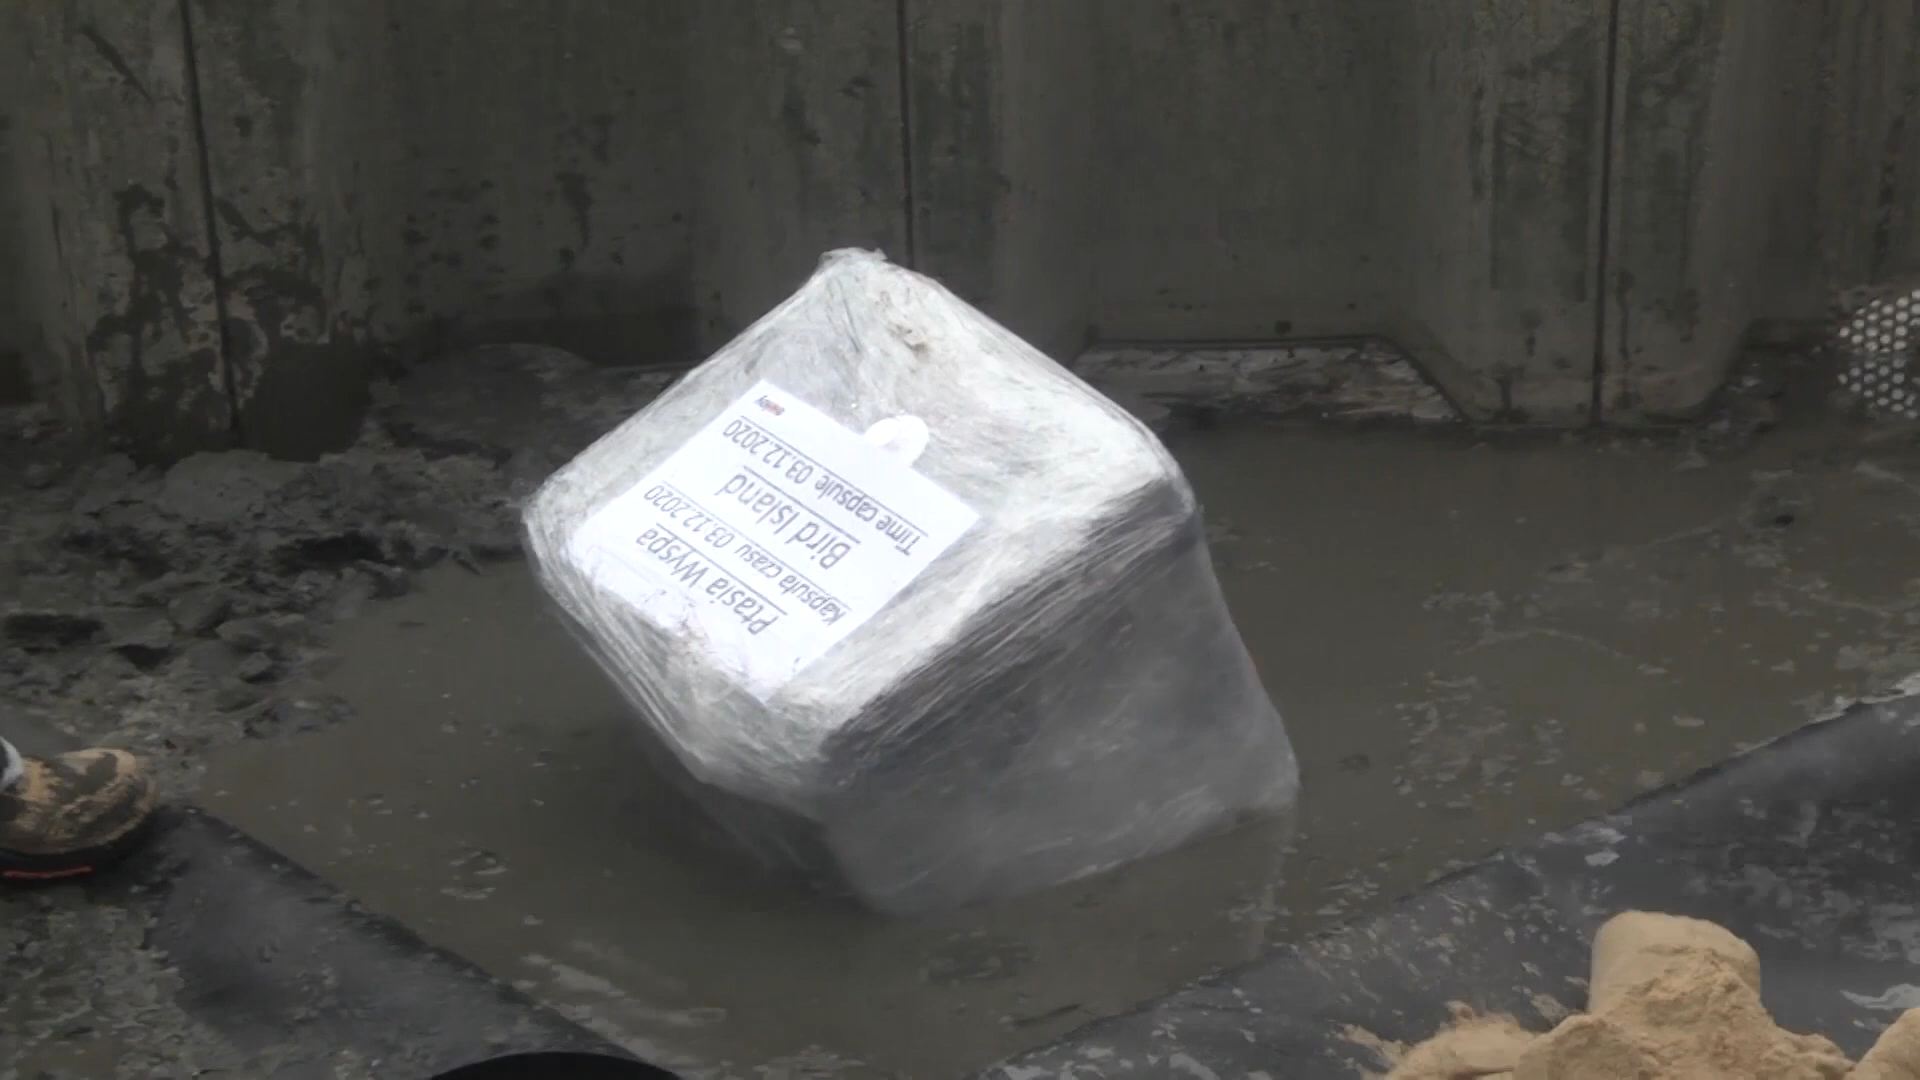 Ptasia Wyspa
Kapsuła czasu 03.12.2020
Bird Island
Time capsule 03.12.2020